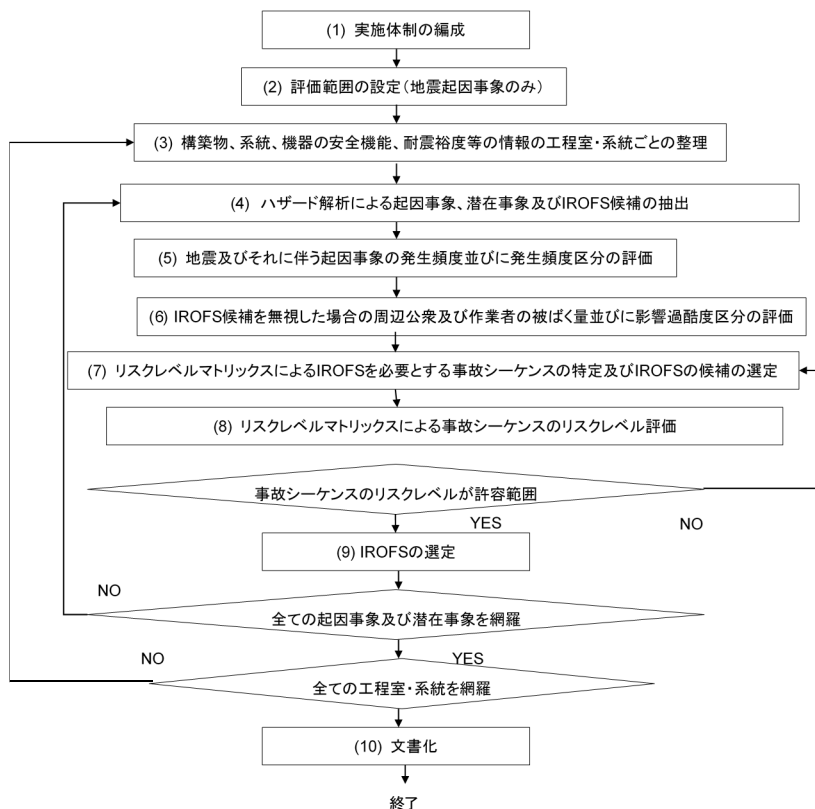 (1) 実施体制の編成
(2) 評価範囲の設定(地震起因事象のみ)
(3) 構築物、系統、機器の安全機能、耐震裕度等の情報の工程室・系統ごとの整理
(4) ハザード解析による起因事象、潜在事象及びIROFS候補の抽出
(5) 地震及びそれに伴う起因事象の発生頻度並びに発生頻度区分の評価
(6) IROFS候補を無視した場合の周辺公衆及び作業者の被ばく量並びに影響過酷度区分の評価
(7) リスクレベルマトリックスによるIROFSを必要とする事故シーケンスの特定及びIROFSの候補の選定
(8) リスクレベルマトリックスによる事故シーケンスのリスクレベル評価
事故シーケンスのリスクレベルが許容範囲
YES
NO
(9) IROFSの選定
NO
全ての起因事象及び潜在事象を網羅
NO
YES
全ての工程室・系統を網羅
(10) 文書化
終了